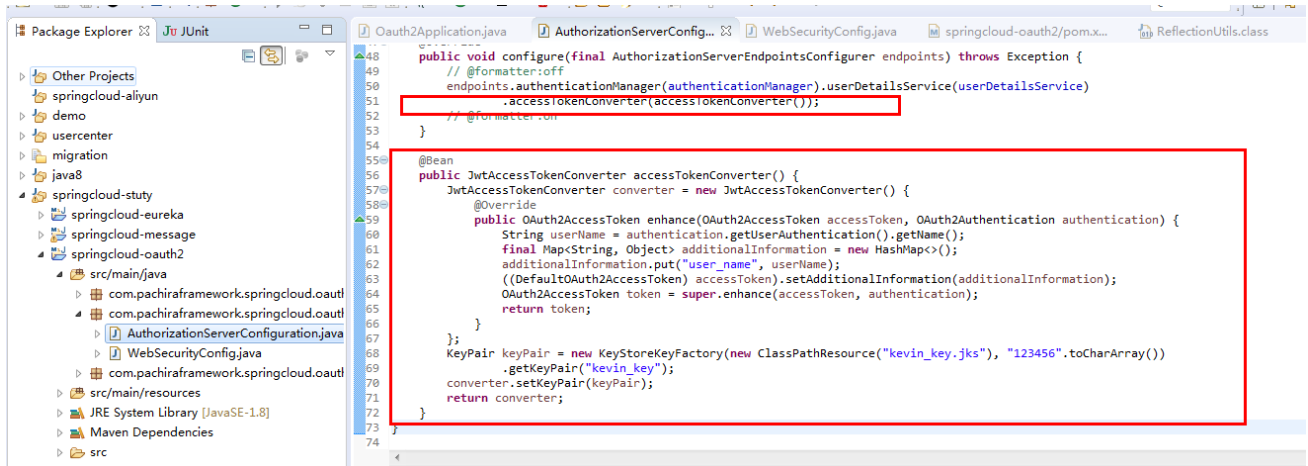 Package Explorer
JUnit
Other Projects
springcloud-aliyun
demo
usercenter
migration
java8
springcloud-stuty
springcloud-eureka
springcloud-message
springcloud-oauth2
src/main/java
com.pachiraframework.springcloud.oauth
com.pachiraframework.springcloud.oauth
AuthorizationServerConfiguration.java
WebSecurityConfig.java
com.pachiraframework.springcloud.oauth
src/main/resources
JRE System Library [JavaSE-1.8]
Maven Dependencies
src
Oauth2Application.java
AuthorizationServerConfig...
WebSecurityConfig.java
springcloud-oauth2/pom.x...
ReflectionUtils.class
48 public void configure(final AuthorizationServerEndpointsConfigurer endpoints) throws Exception {
49 // @formatter:off
50 endpoints.authenticationManager(authenticationManager).userDetailsService(userDetailsService)
51 .accessTokenConverter(accessTokenConverter());
52 // @formatter:on
53 }
54
55 @Bean
56 public JwtAccessTokenConverter accessTokenConverter() {
57 JwtAccessTokenConverter converter = new JwtAccessTokenConverter() {
58 @Override
59 public OAuth2AccessToken enhance(OAuth2AccessToken accessToken, OAuth2Authentication authentication) {
60 String userName = authentication.getUserAuthentication().getName();
61 final Map<String, Object> additionalInformation = new HashMap<>();
62 additionalInformation.put("user_name", userName);
63 ((DefaultOAuth2AccessToken) accessToken).setAdditionalInformation(additionalInformation);
64 OAuth2AccessToken token = super.enhance(accessToken, authentication);
65 return token;
66 }
67 };
68 KeyPair keyPair = new KeyStoreKeyFactory(new ClassPathResource("kevin_key.jks"), "123456".toCharArray())
69 .getKeyPair("kevin_key");
70 converter.setKeyPair(keyPair);
71 return converter;
72 }
73 }
74